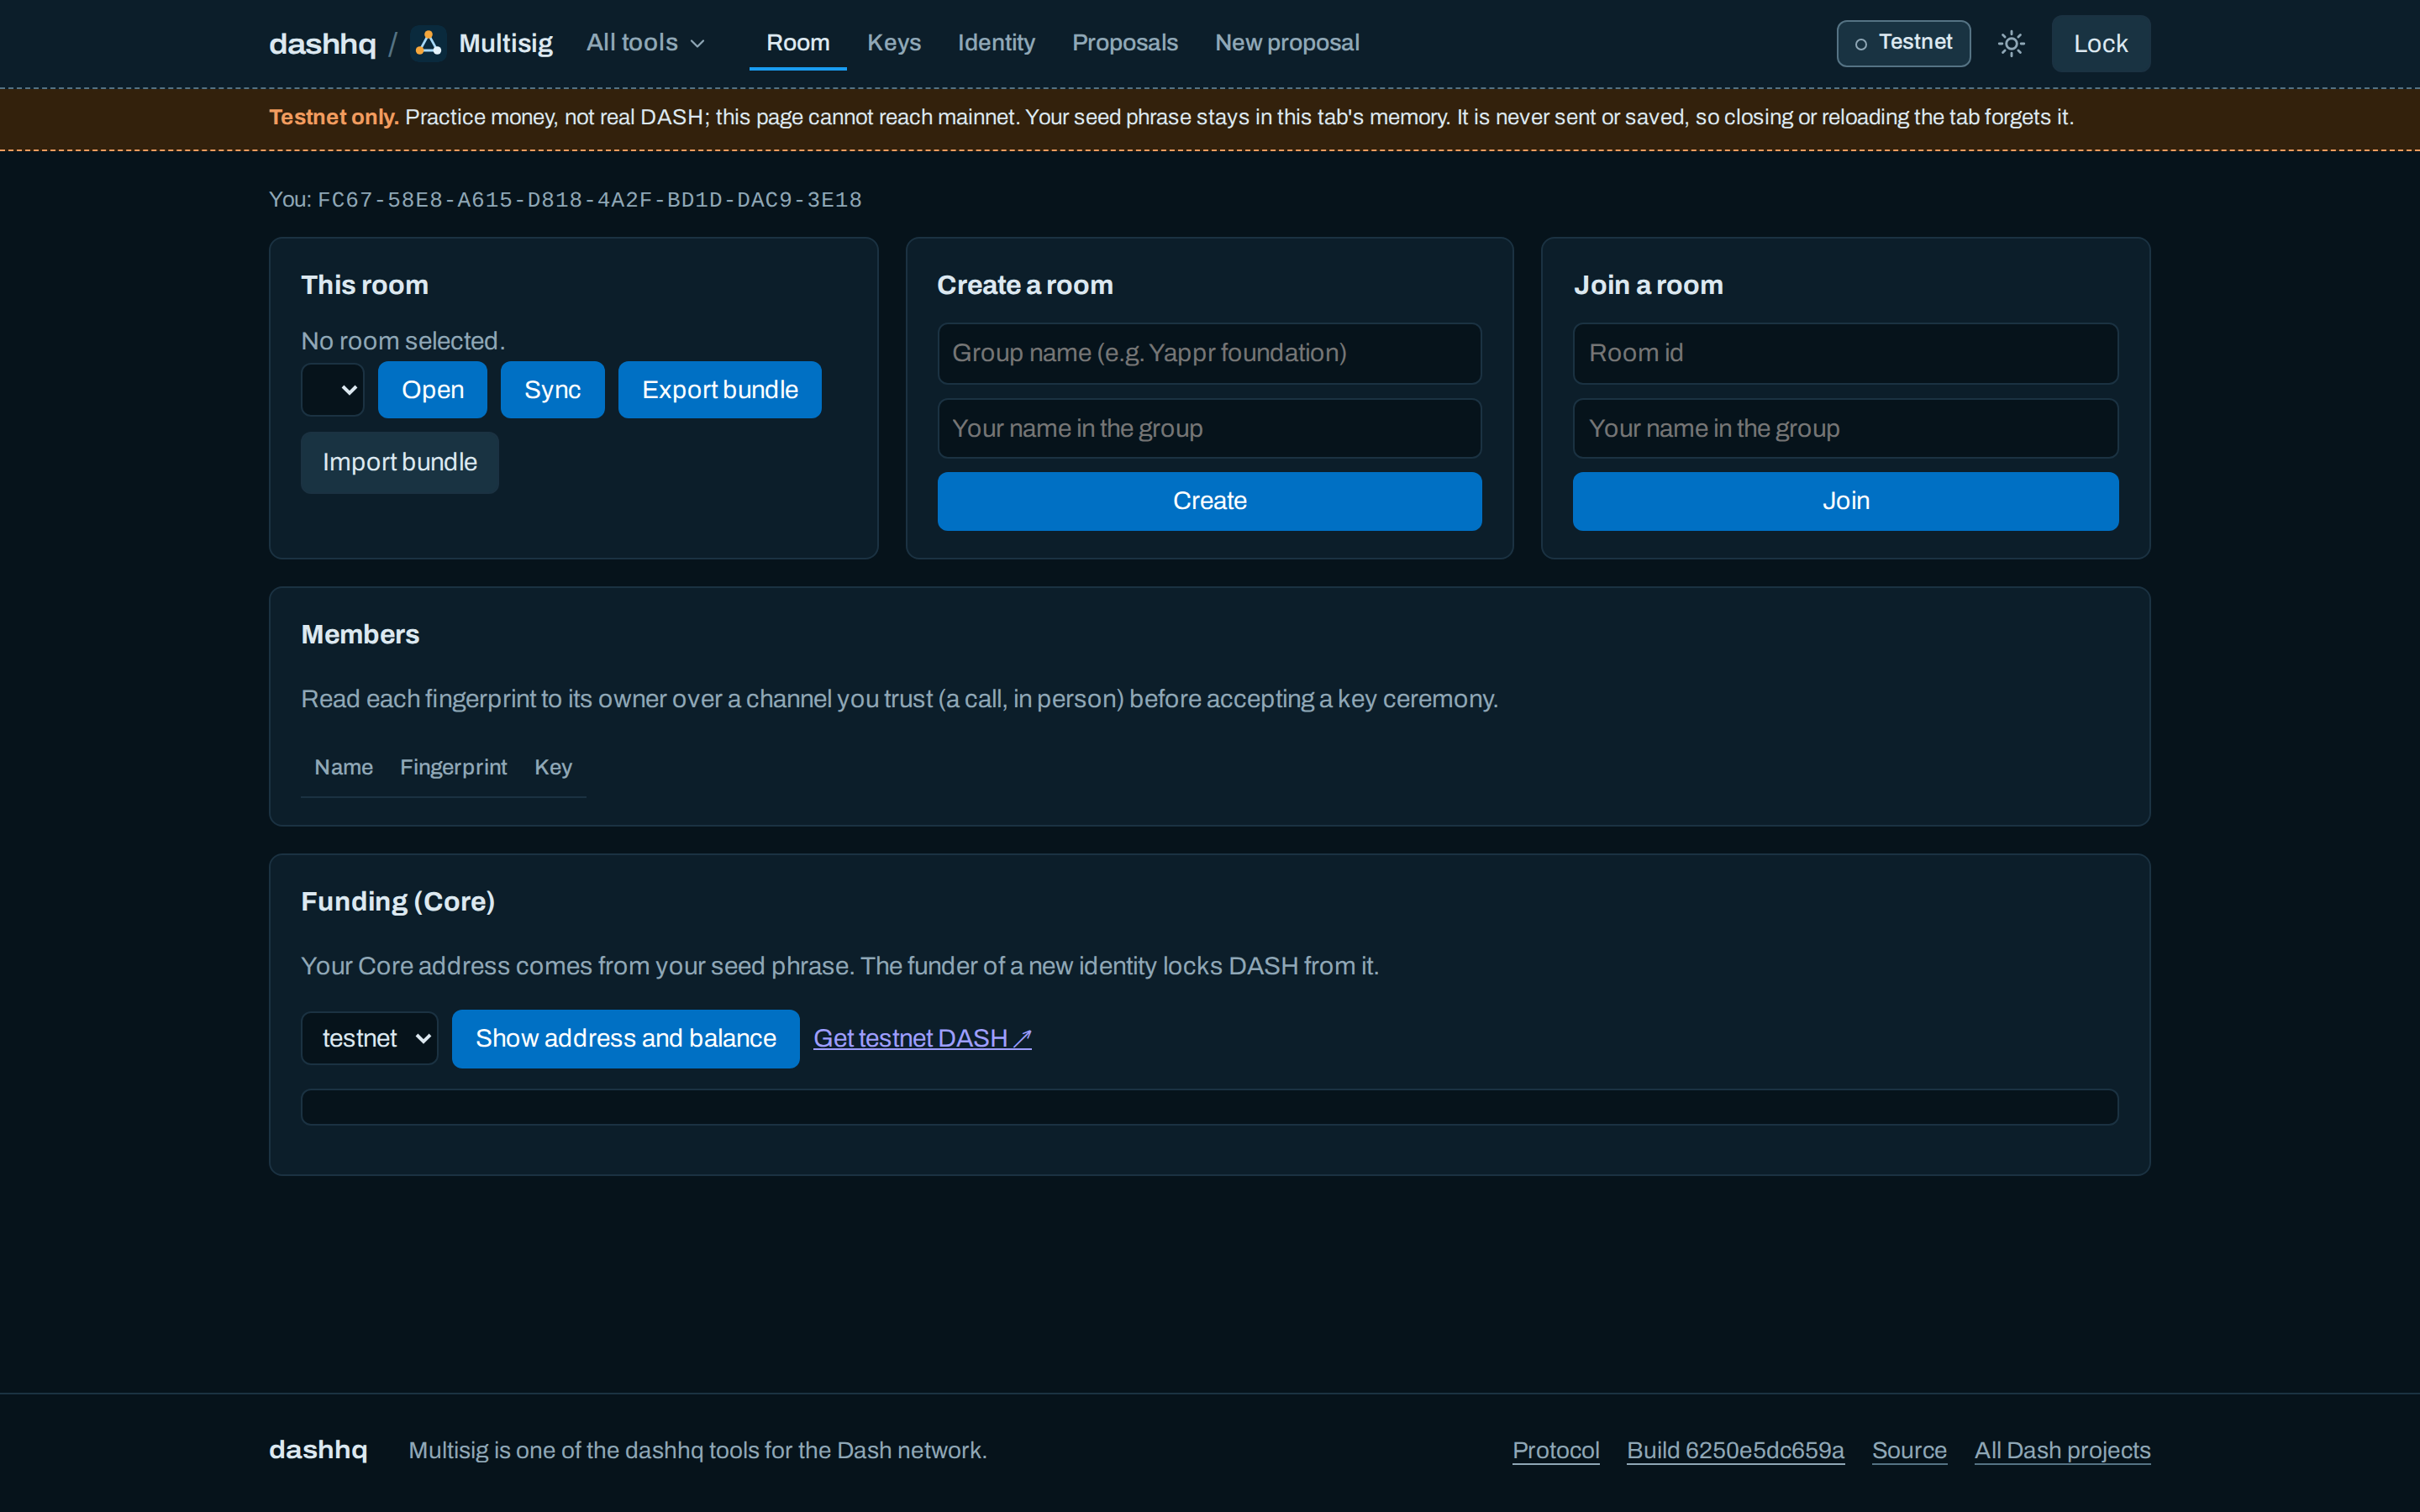 dashhq / Multisig All tools Room Keys Identity Proposals New proposal Testnet Lock
Testnet only. Practice money, not real DASH; this page cannot reach mainnet. Your seed phrase stays in this tab's memory. It is never sent or saved, so closing or reloading the tab forgets it.
You: FC67-58E8-A615-D818-4A2F-BD1D-DAC9-3E18
This room
No room selected.
Open Sync Export bundle
Import bundle
Create a room
Group name (e.g. Yappr foundation)
Your name in the group
Create
Join a room
Room id
Your name in the group
Join
Members
Read each fingerprint to its owner over a channel you trust (a call, in person) before accepting a key ceremony.
Name Fingerprint Key
Funding (Core)
Your Core address comes from your seed phrase. The funder of a new identity locks DASH from it.
testnet Show address and balance Get testnet DASH ↗
dashhq Multisig is one of the dashhq tools for the Dash network. Protocol Build 6250e5dc659a Source All Dash projects